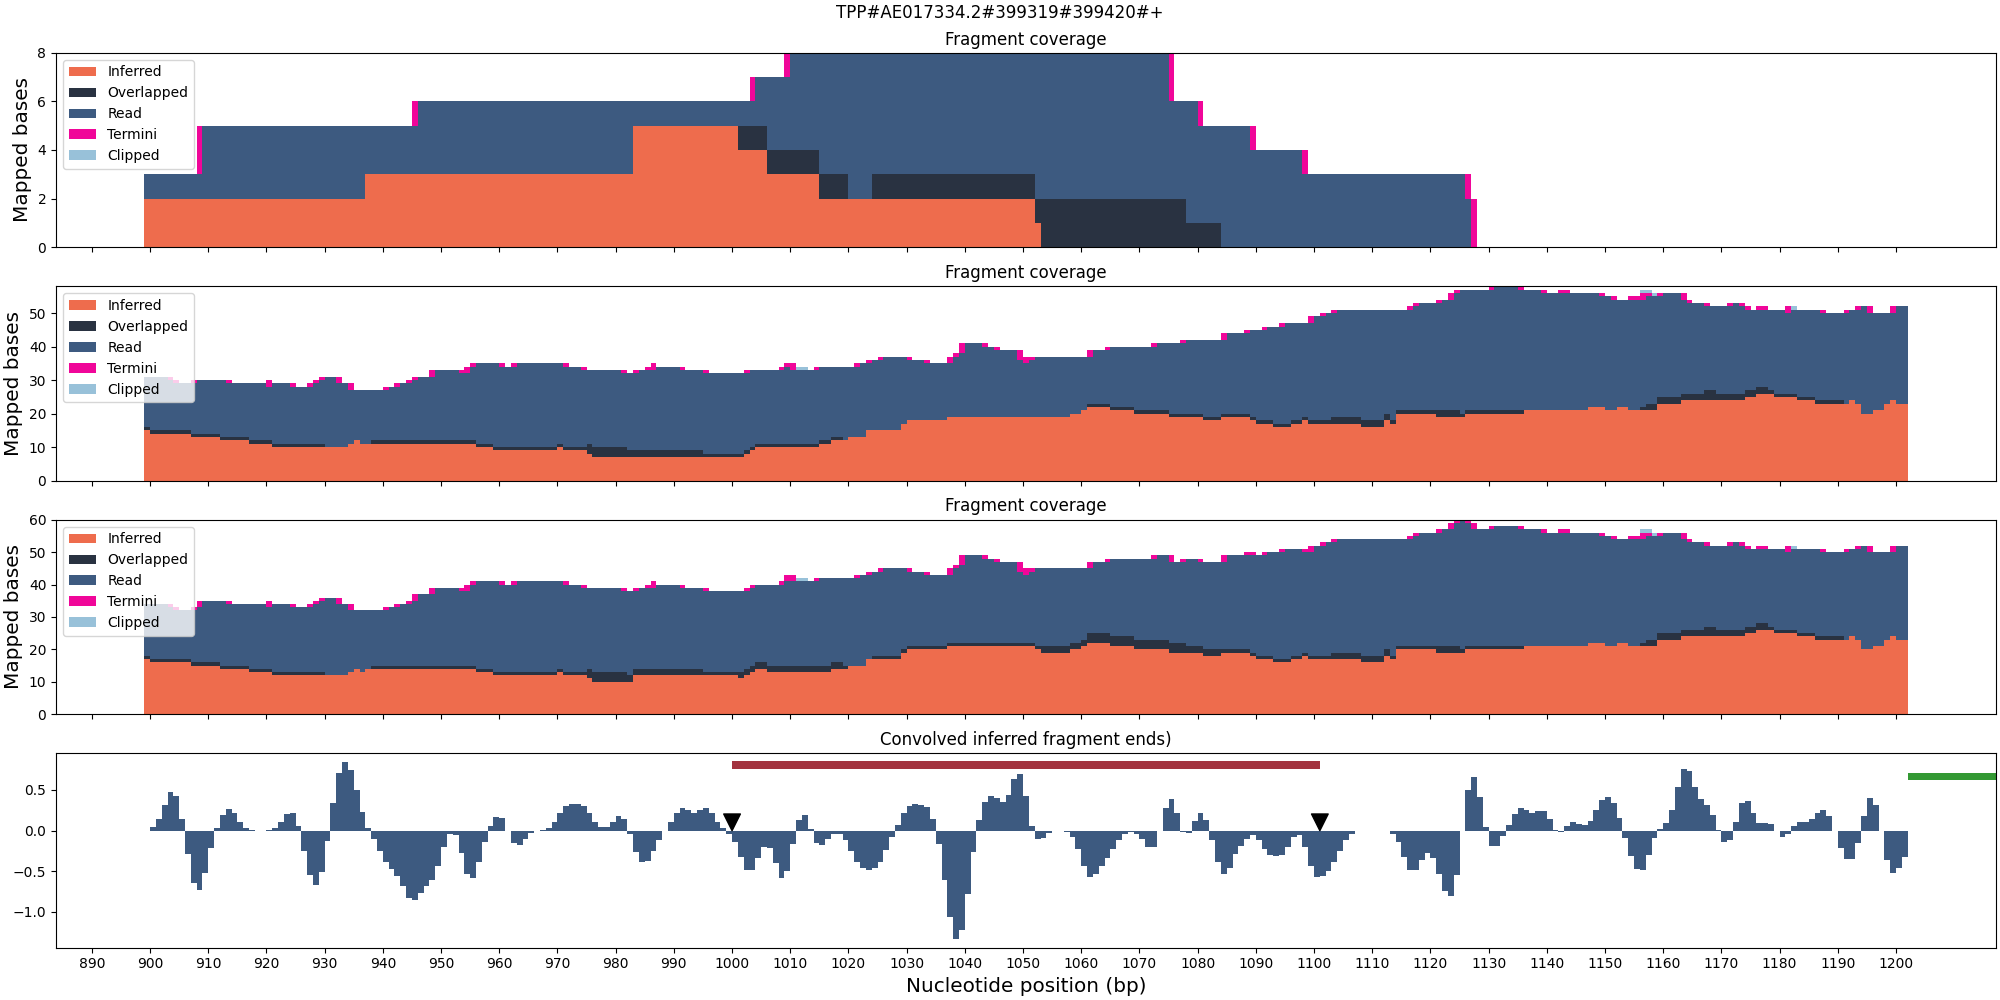 TPP#AE017334.2#399319#399420#+
Fragment coverage
Mapped bases
8
6
4
2
0
Inferred
Overlapped
Read
Termini
Clipped
Fragment coverage
Mapped bases
50
40
30
20
10
0
Inferred
Overlapped
Read
Termini
Clipped
Fragment coverage
Mapped bases
60
50
40
30
20
10
0
Inferred
Overlapped
Read
Termini
Clipped
Convolved inferred fragment ends)
0.5
0.0
−0.5
−1.0
890 900 910 920 930 940 950 960 970 980 990 1000 1010 1020 1030 1040 1050 1060 1070 1080 1090 1100 1110 1120 1130 1140 1150 1160 1170 1180 1190 1200
Nucleotide position (bp)